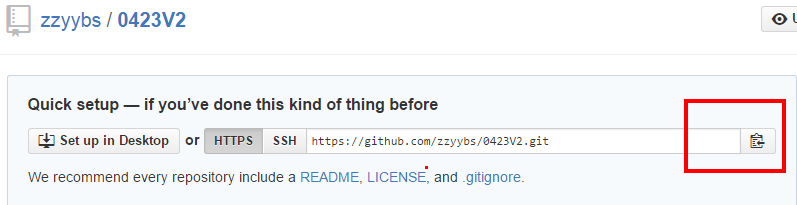 zzyybs / 0423V2
Quick setup — if you've done this kind of thing before
Set up in Desktop or HTTPS SSH https://github.com/zzyybs/0423V2.git
We recommend every repository include a README, LICENSE, and .gitignore.